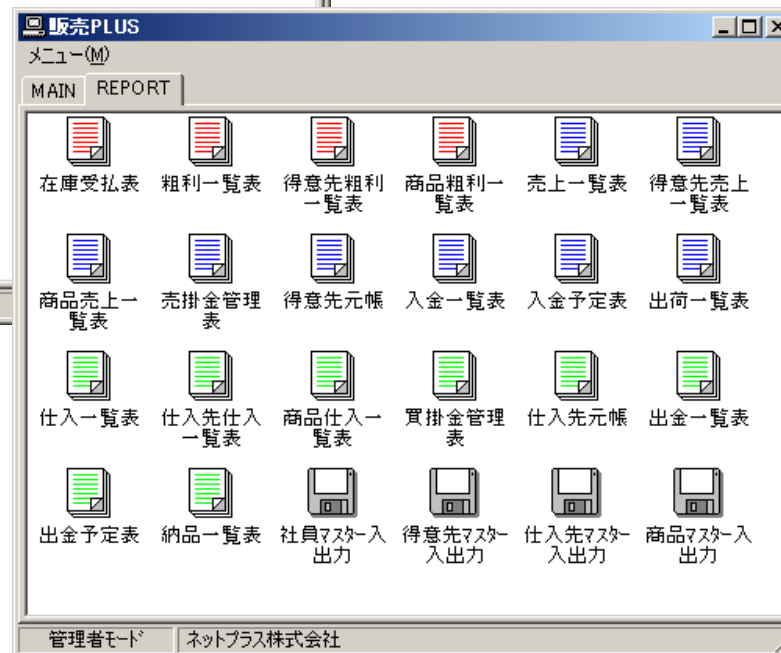 販売PLUS
メニュー(M)
MAIN REPORT
在庫受払表 粗利一覧表 得意先粗利 商品粗利一 売上一覧表 得意先売上
一覧表 覧表 一覧表
商品売上一 売掛金管理 得意先元帳 入金一覧表 入金予定表 出荷一覧表
覧表 表
仕入一覧表 仕入先仕入 商品仕入一 買掛金管理 仕入先元帳 出金一覧表
一覧表 覧表 表
出金予定表 納品一覧表 社員マスター入 得意先マスター 仕入先マスター 商品マスター入
出力 入出力 入出力 出力
管理者モード ネットプラス株式会社